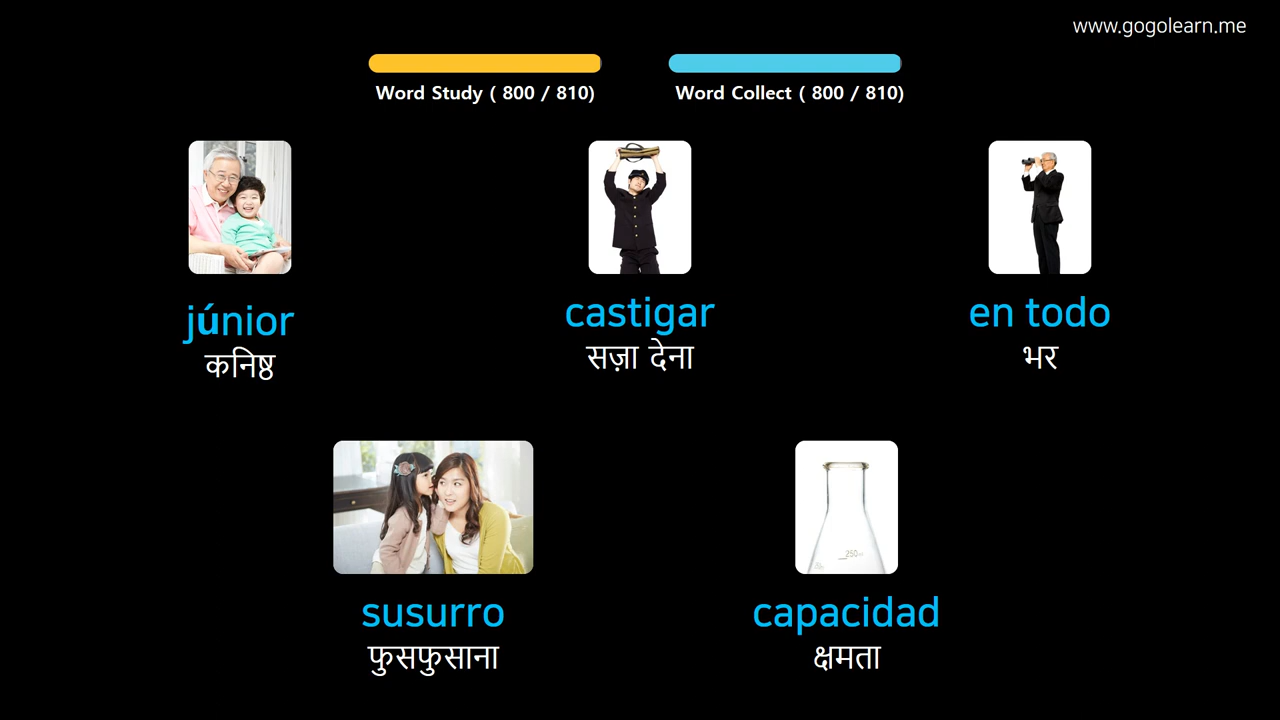 www.gogolearn.me
Word Study ( 800 / 810)
Word Collect ( 800 / 810)
júnior
कनिष्ठ
castigar
सज़ा देना
en todo
भर
susurro
फुसफुसाना
capacidad
क्षमता
250